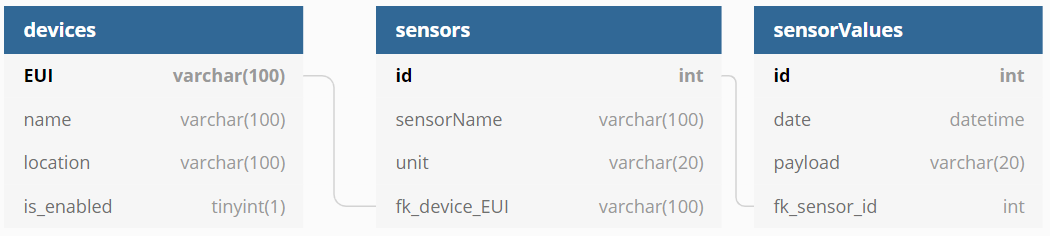 devices
EUI varchar(100)
name varchar(100)
location varchar(100)
is_enabled tinyint(1)
sensors
id int
sensorName varchar(100)
unit varchar(20)
fk_device_EUI varchar(100)
sensorValues
id int
date datetime
payload varchar(20)
fk_sensor_id int